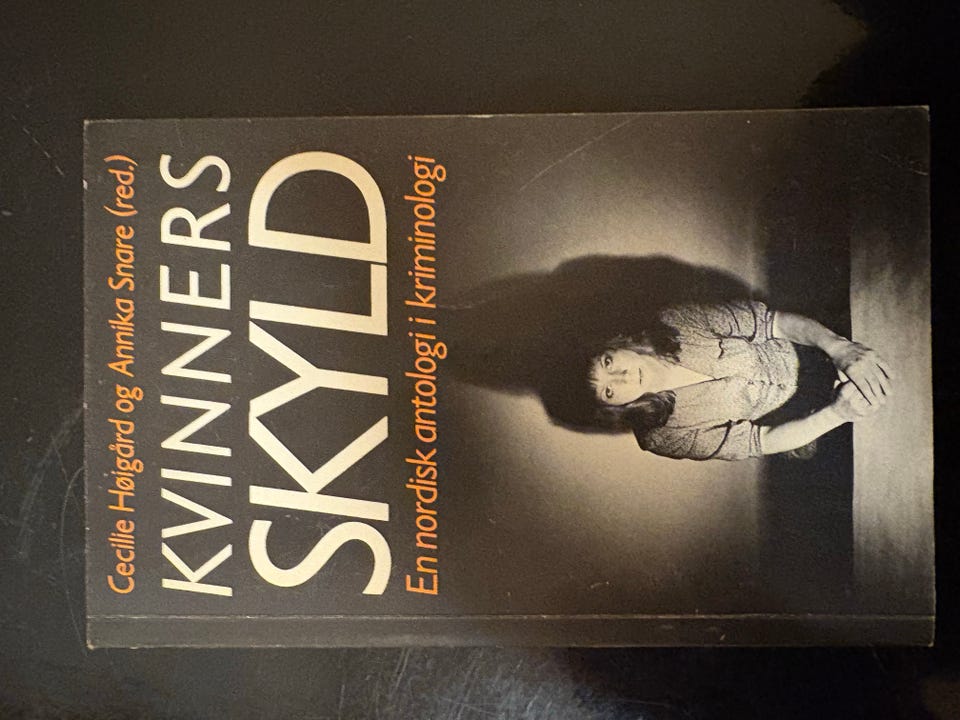 Cecilie Høigård og Annika Snare (red.)
KVINNERS
SKYLD
En nordisk antologi i kriminologi